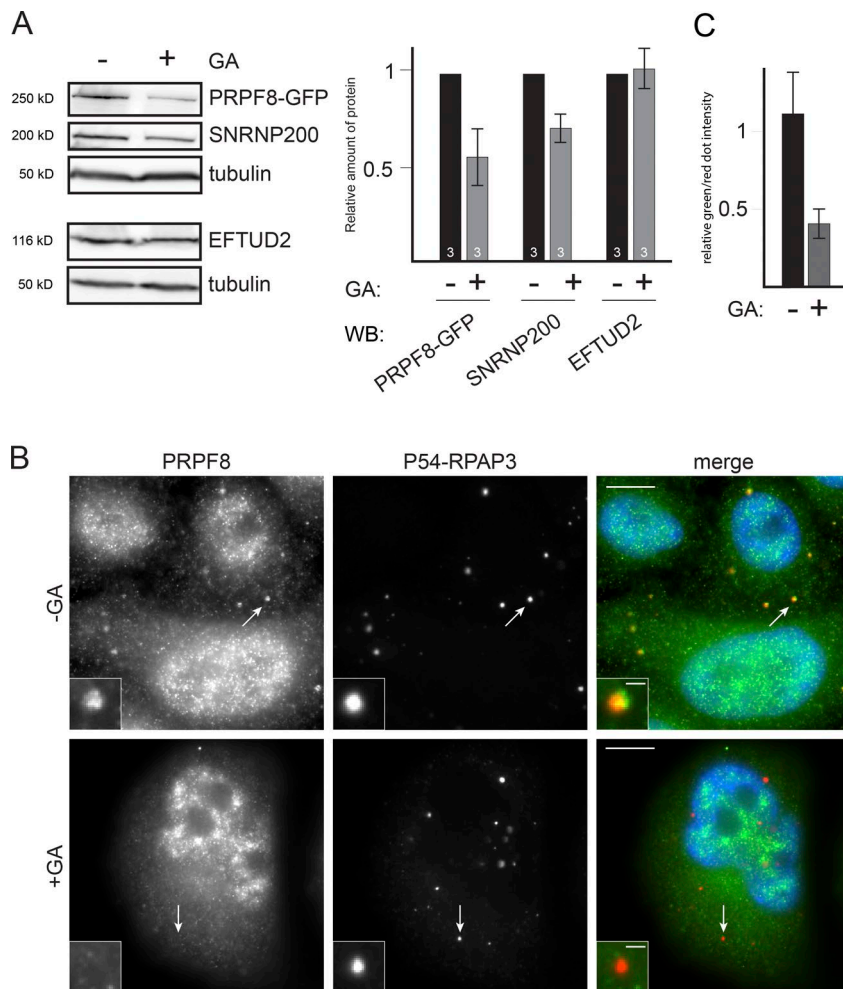 A
- + GA
250 kD PRPF8-GFP
200 kD SNRNP200
50 kD tubulin
116 kD EFTUD2
50 kD tubulin
Relative amount of protein
1
0.5
3 3 3 3 3 3
GA: - + - + - +
WB: PRPF8-GFP SNRNP200 EFTUD2
C
relative green/red dot intensity
1
0.5
GA: - +
B
PRPF8 P54-RPAP3 merge
-GA
+GA